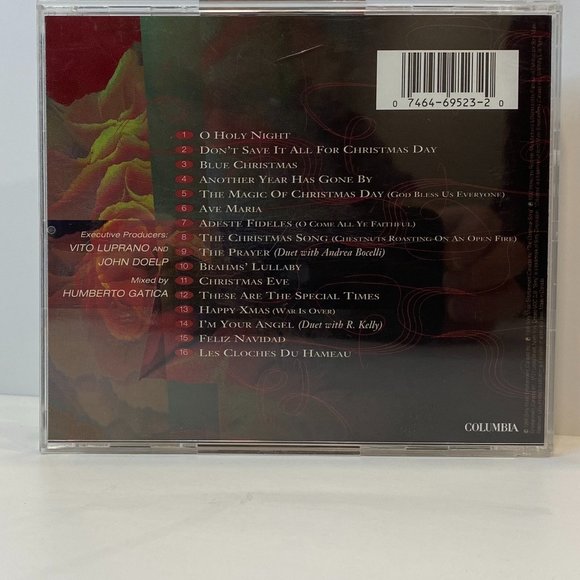 0 7464-69523-2 0
1 O HOLY NIGHT
2 DON'T SAVE IT ALL FOR CHRISTMAS DAY
3 BLUE CHRISTMAS
4 ANOTHER YEAR HAS GONE BY
5 THE MAGIC OF CHRISTMAS DAY (GOD BLESS US EVERYONE)
6 AVE MARIA
7 ADESTE FIDELES (O COME ALL YE FAITHFUL)
8 THE CHRISTMAS SONG (CHESTNUTS ROASTING ON AN OPEN FIRE)
9 THE PRAYER (Duet with Andrea Bocelli)
10 BRAHMS' LULLABY
11 CHRISTMAS EVE
12 THESE ARE THE SPECIAL TIMES
13 HAPPY XMAS (WAR IS OVER)
14 I'M YOUR ANGEL (Duet with R. Kelly)
15 FELIZ NAVIDAD
16 LES CLOCHES DU HAMEAU
Executive Producers:
VITO LUPRANO AND
JOHN DOELP
Mixed by
HUMBERTO GATICA
COLUMBIA